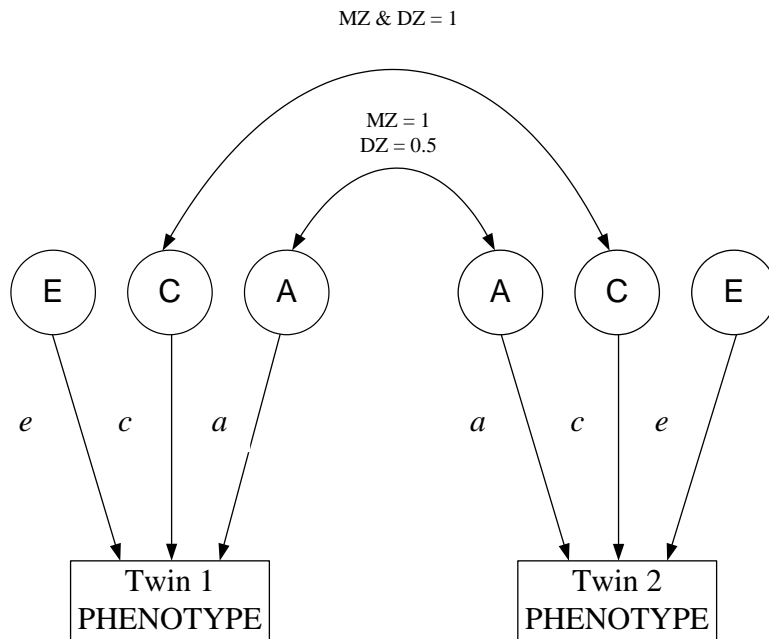 MZ & DZ = 1
MZ = 1
DZ = 0.5
E C A A C E
e c a a c e
Twin 1 Twin 2
PHENOTYPE PHENOTYPE